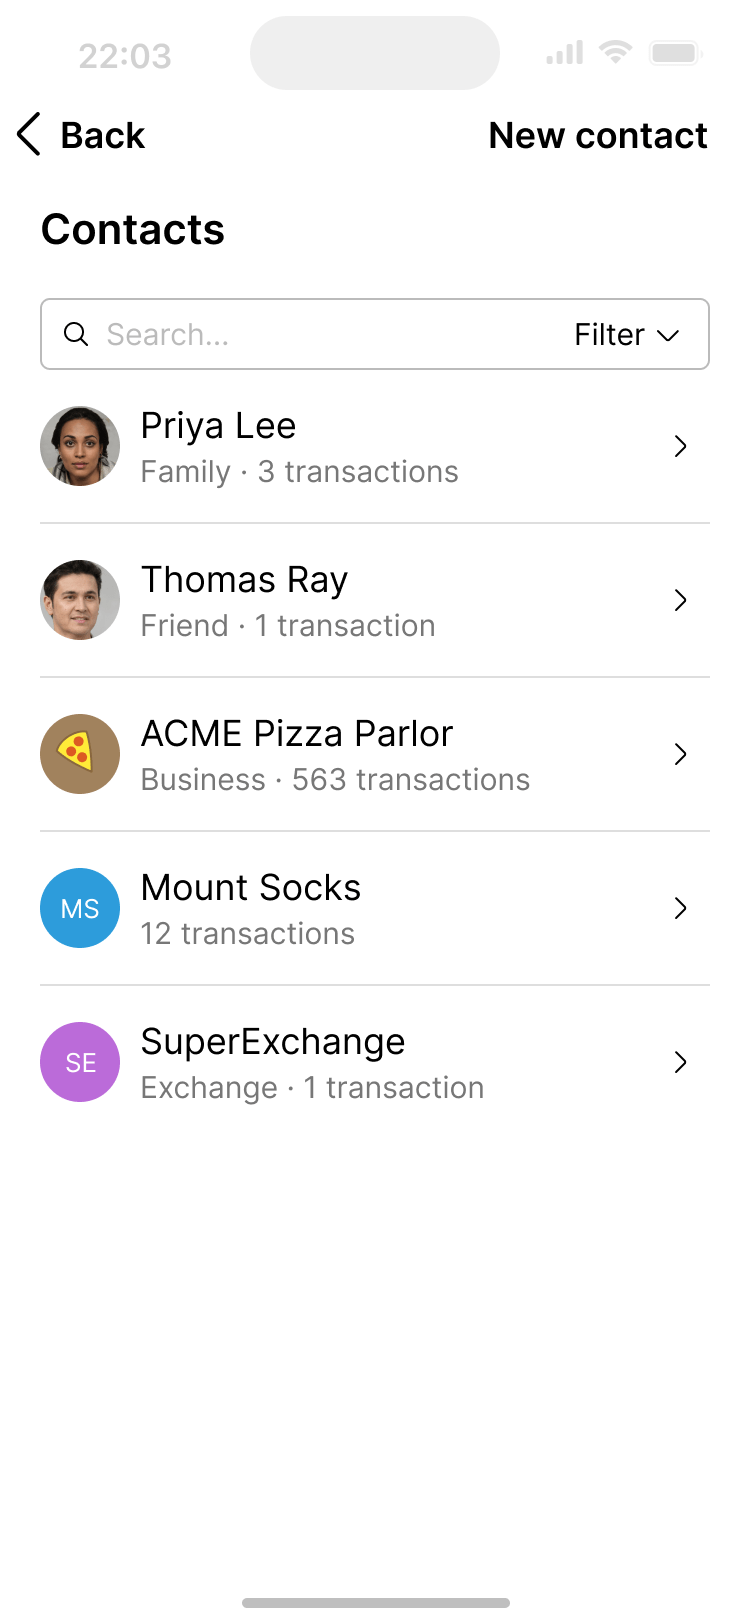 22:03
Back
New contact
Contacts
Search...
Filter
Priya Lee
Family · 3 transactions
Thomas Ray
Friend · 1 transaction
ACME Pizza Parlor
Business · 563 transactions
MS
Mount Socks
12 transactions
SE
SuperExchange
Exchange · 1 transaction